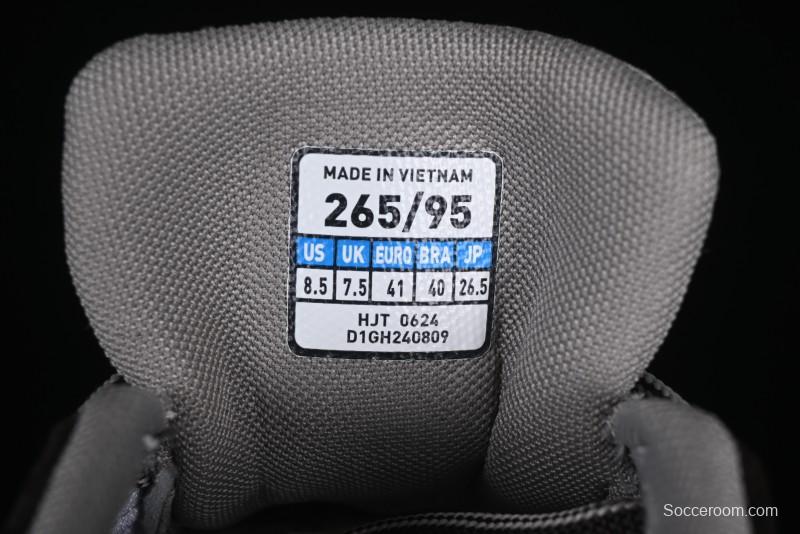 MADE IN VIETNAM
265/95
US UK EURO BRA JP
8.5 7.5 41 40 26.5
HJT 0624
D1GH240809
Socceroom.com